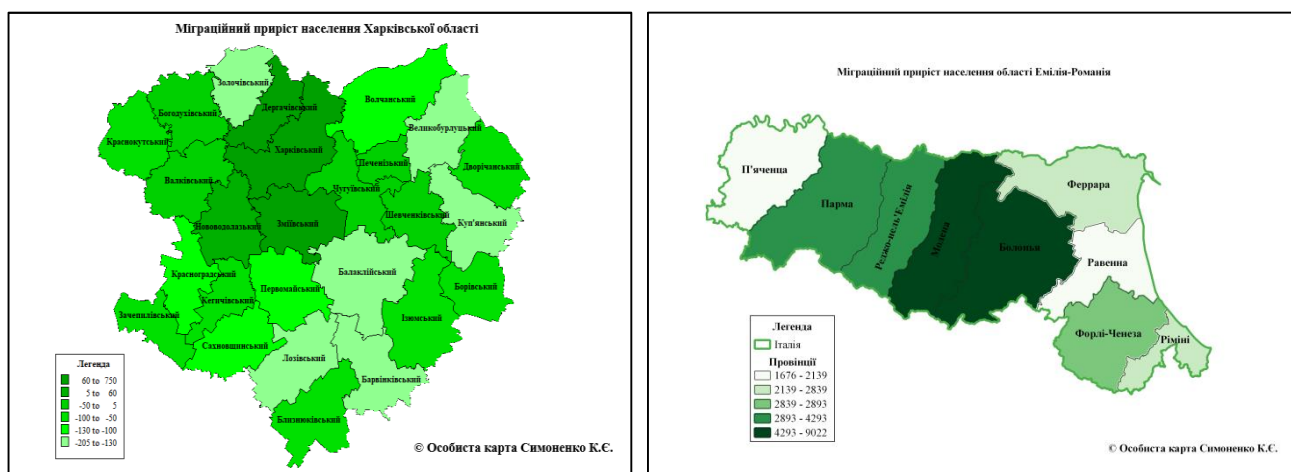 Міграційний приріст населення Харківської області
Золочівський
Дергачівський
Волчанський
Богодухівський
Великобурлуцький
Краснокутський
Харківський
Печенізький
Дворічанський
Валківський
Чугуївський
Шевченківський
Куп'янський
Нововодолазький
Зміївський
Балаклійський
Красноградський
Первомайський
Борівський
Кегичівський
Зачепилівський
Ізюмський
Сахновщинський
Лозівський
Барвінківський
Близнюківський
Легенда
60 to 750
5 to 60
-50 to 5
-100 to -50
-130 to -100
-205 to -130
© Особиста карта Симоненко К.Є.
Міграційний приріст населення області Емілія-Романія
П'яченца
Феррара
Парма
Реджо-нель'Емілія
Модена
Болонья
Равенна
Форлі-Ченеза
Ріміні
Легенда
Італія
Провінції
1676 - 2139
2139 - 2839
2839 - 2893
2893 - 4293
4293 - 9022
© Особиста карта Симоненко К.Є.